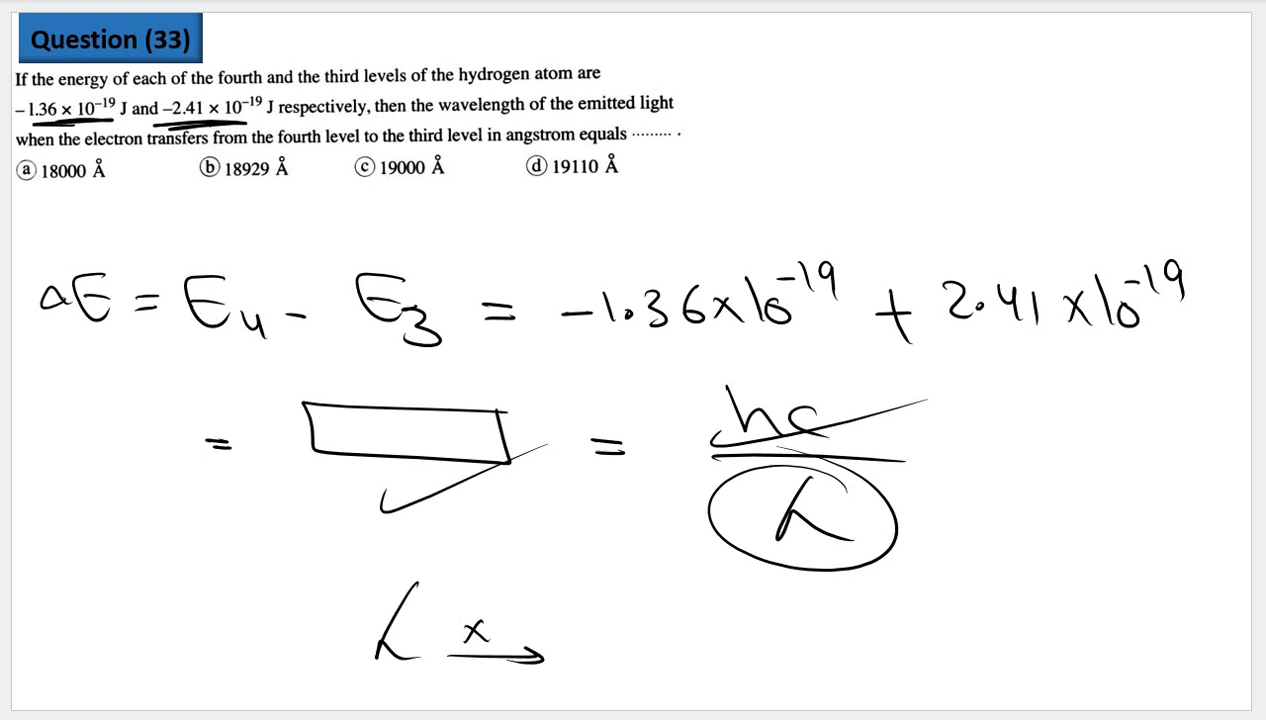 Question (33)
If the energy of each of the fourth and the third levels of the hydrogen atom are
– 1.36 × 10⁻¹⁹ J and –2.41 × 10⁻¹⁹ J respectively, then the wavelength of the emitted light
when the electron transfers from the fourth level to the third level in angstrom equals ········· .
ⓐ 18000 Å ⓑ 18929 Å ⓒ 19000 Å ⓓ 19110 Å
ΔE = E₄ - E₃ = -1.36×10⁻¹⁹ + 2.41×10⁻¹⁹
= = hc
λ
λ ×